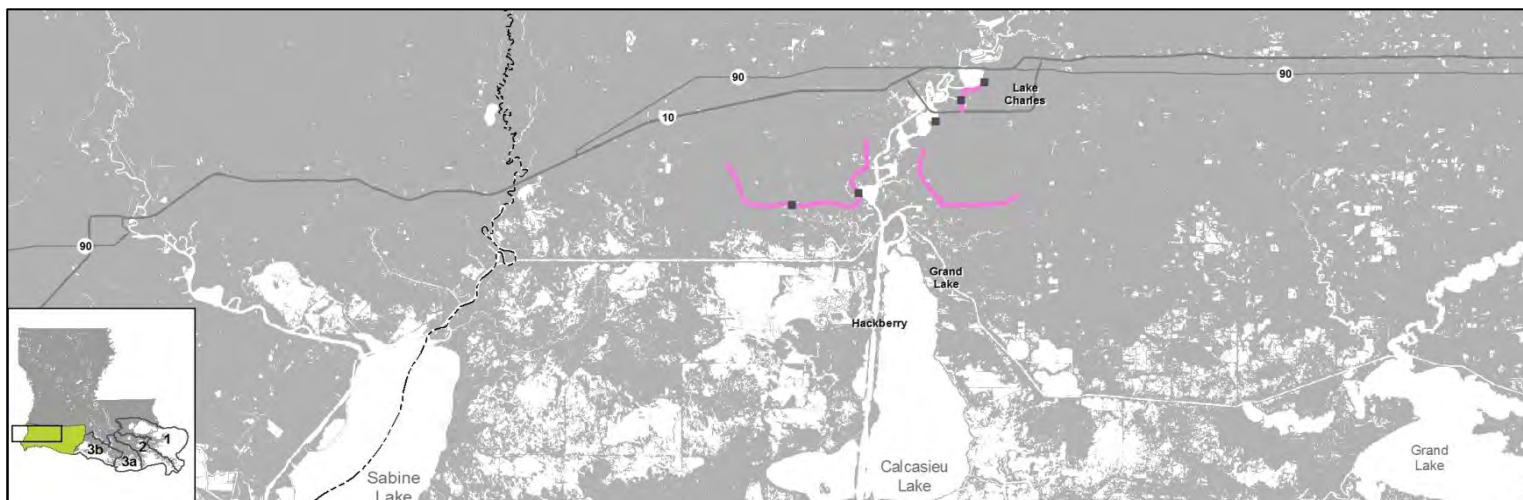 90
90
Lake
Charles
10
90
Grand
Lake
Hackberry
1
2
3b
3a
Sabine
Lake
Calcasieu
Lake
Grand
Lake